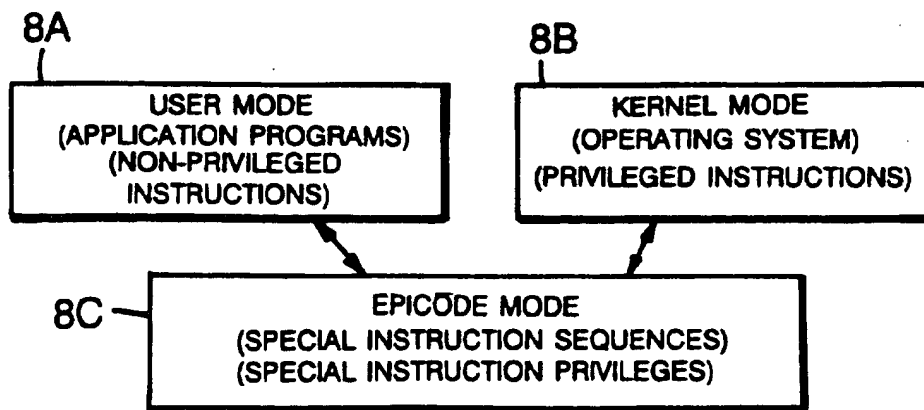 8A
USER MODE
(APPLICATION PROGRAMS)
(NON-PRIVILEGED
INSTRUCTIONS)
8B
KERNEL MODE
(OPERATING SYSTEM)
(PRIVILEGED INSTRUCTIONS)
8C
EPICODE MODE
(SPECIAL INSTRUCTION SEQUENCES)
(SPECIAL INSTRUCTION PRIVILEGES)